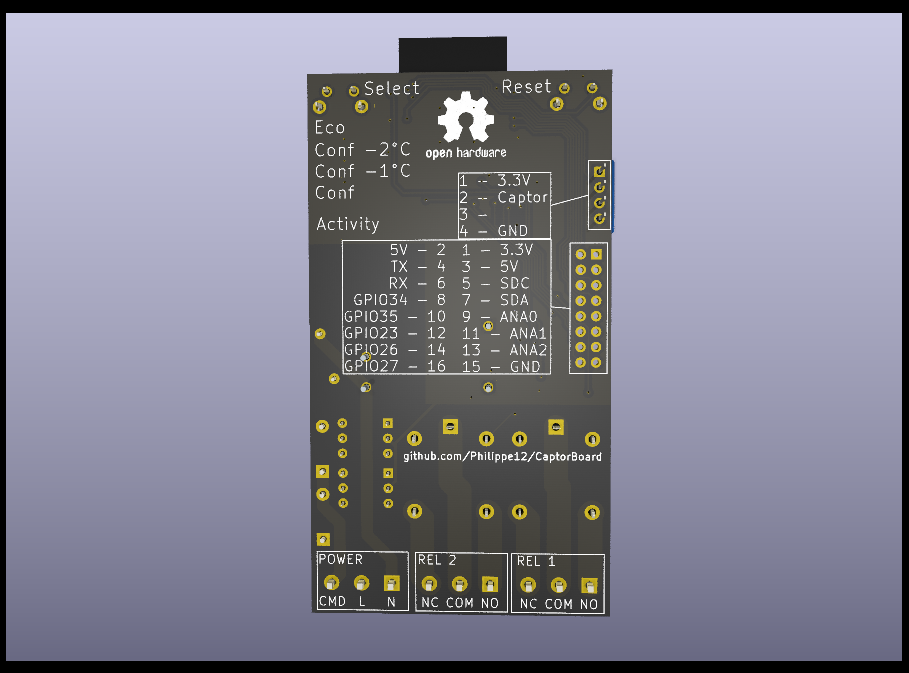 Select
Reset
open hardware
Eco
Conf -2°C
Conf -1°C
Conf
Activity
1 -- 3.3V
2 -- Captor
3 --
4 -- GND
5V - 2 1 - 3.3V
TX - 4 3 - 5V
RX - 6 5 - SDC
GPIO34 - 8 7 - SDA
GPIO35 - 10 9 - ANA0
GPIO23 - 12 11 - ANA1
GPIO26 - 14 13 - ANA2
GPIO27 - 16 15 - GND
github.com/Philippe12/CaptorBoard
POWER
CMD L N
REL 2
NC COM NO
REL 1
NC COM NO